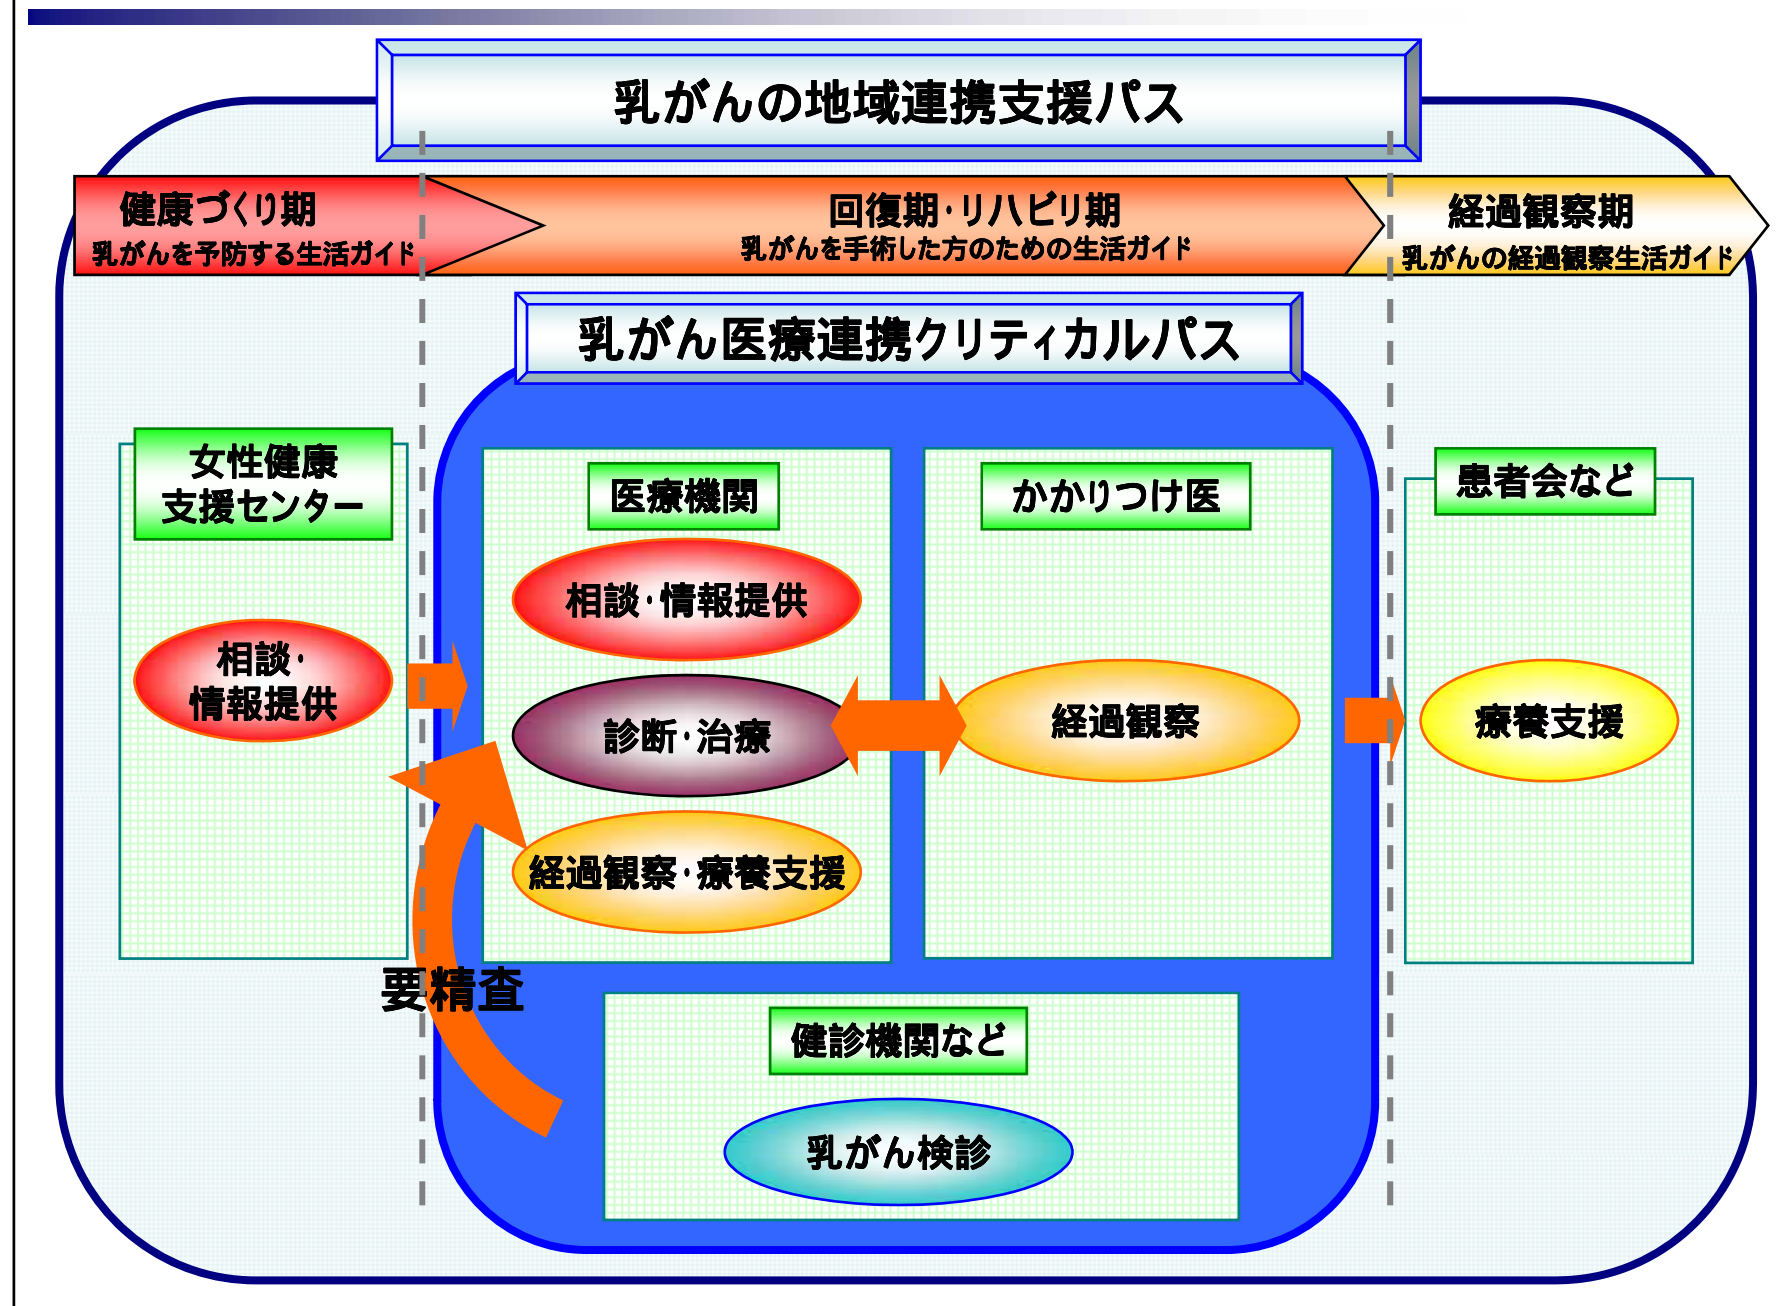 乳がんの地域連携支援パス
健康づくり期
乳がんを予防する生活ガイド
回復期・リハビリ期
乳がんを手術した方のための生活ガイド
経過観察期
乳がんの経過観察生活ガイド
乳がん医療連携クリティカルパス
女性健康
支援センター
相談・
情報提供
医療機関
相談・情報提供
診断・治療
経過観察・療養支援
かかりつけ医
経過観察
患者会など
療養支援
要精査
健診機関など
乳がん検診